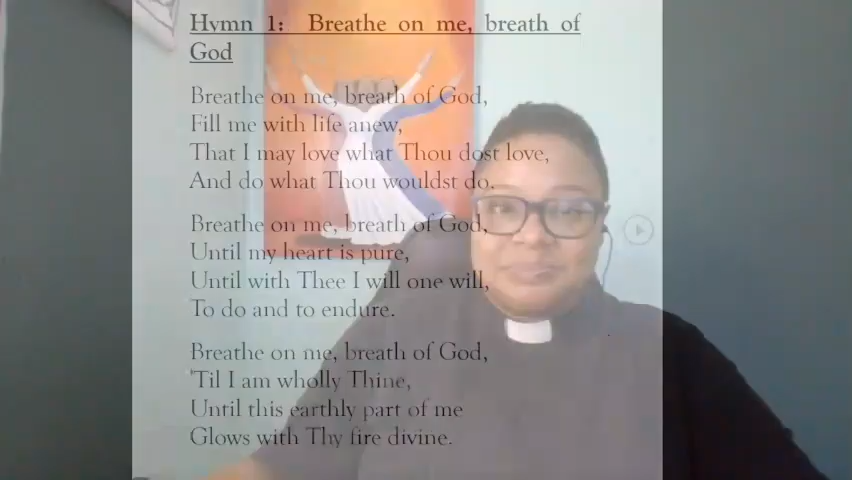 Hymn 1: Breathe on me, breath of
God
Breathe on me, breath of God,
Fill me with life anew,
That I may love what Thou dost love,
And do what Thou wouldst do.
Breathe on me, breath of God,
Until my heart is pure,
Until with Thee I will one will,
To do and to endure.
Breathe on me, breath of God,
'Til I am wholly Thine,
Until this earthly part of me
Glows with Thy fire divine.